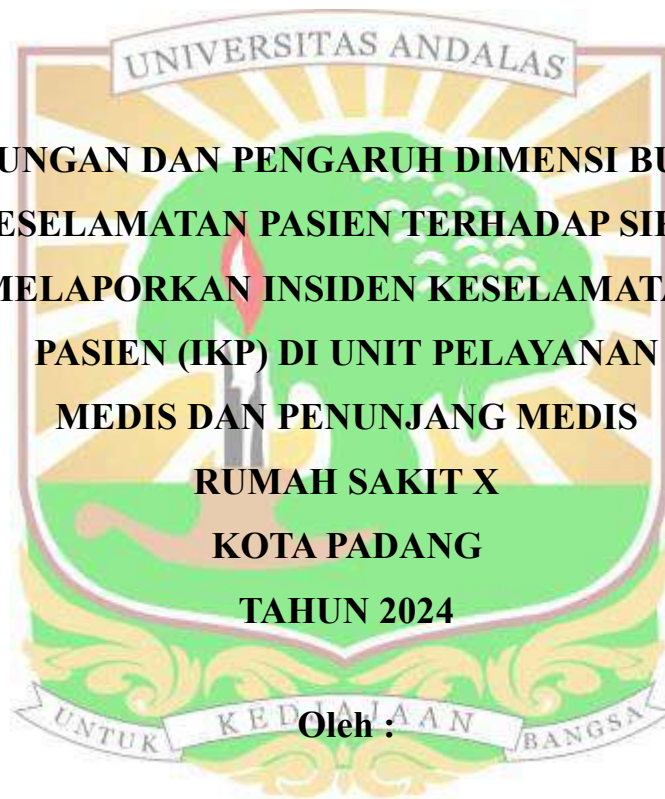 UNIVERSITAS ANDALAS
UNGAN DAN PENGARUH DIMENSI BU
ESELAMATAN PASIEN TERHADAP SI
MELAPORKAN INSIDEN KESELAMATA
PASIEN (IKP) DI UNIT PELAYANAN
MEDIS DAN PENUNJANG MEDIS
RUMAH SAKIT X
KOTA PADANG
TAHUN 2024
Oleh :
UNTUK KEDJAJAAN BANGSA